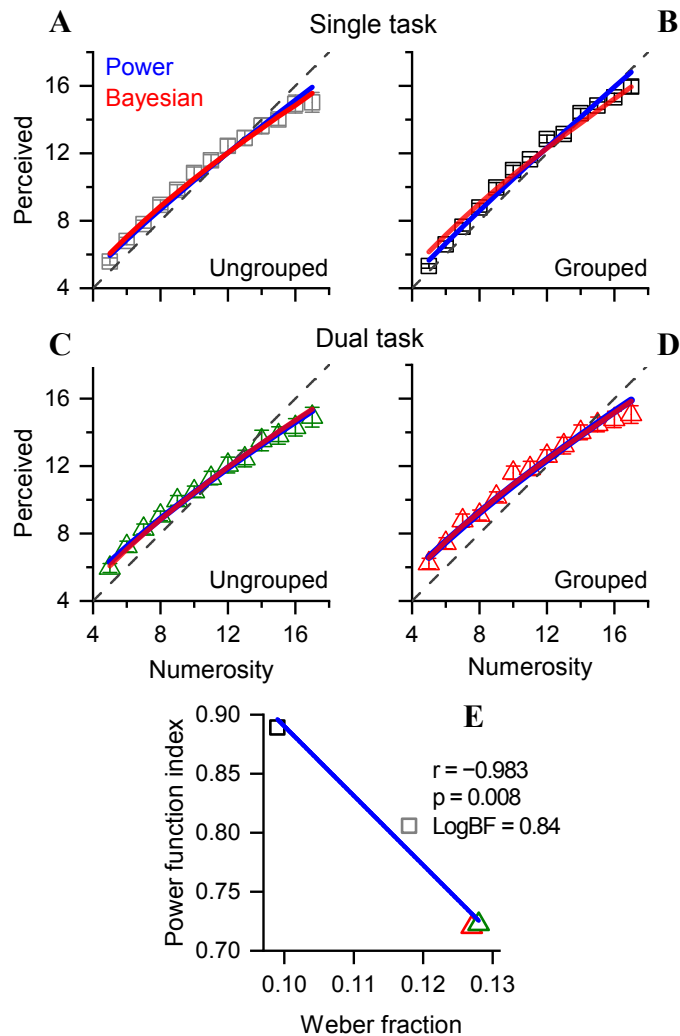 A
Single task
B
Power
Bayesian
Perceived
16
12
8
4
Ungrouped
Grouped
C
Dual task
D
Perceived
16
12
8
4
Ungrouped
Grouped
4 8 12 16
4 8 12 16
Numerosity
Numerosity
E
Power function index
0.90
0.85
0.80
0.75
0.70
r = −0.983
p = 0.008
LogBF = 0.84
0.10 0.11 0.12 0.13
Weber fraction